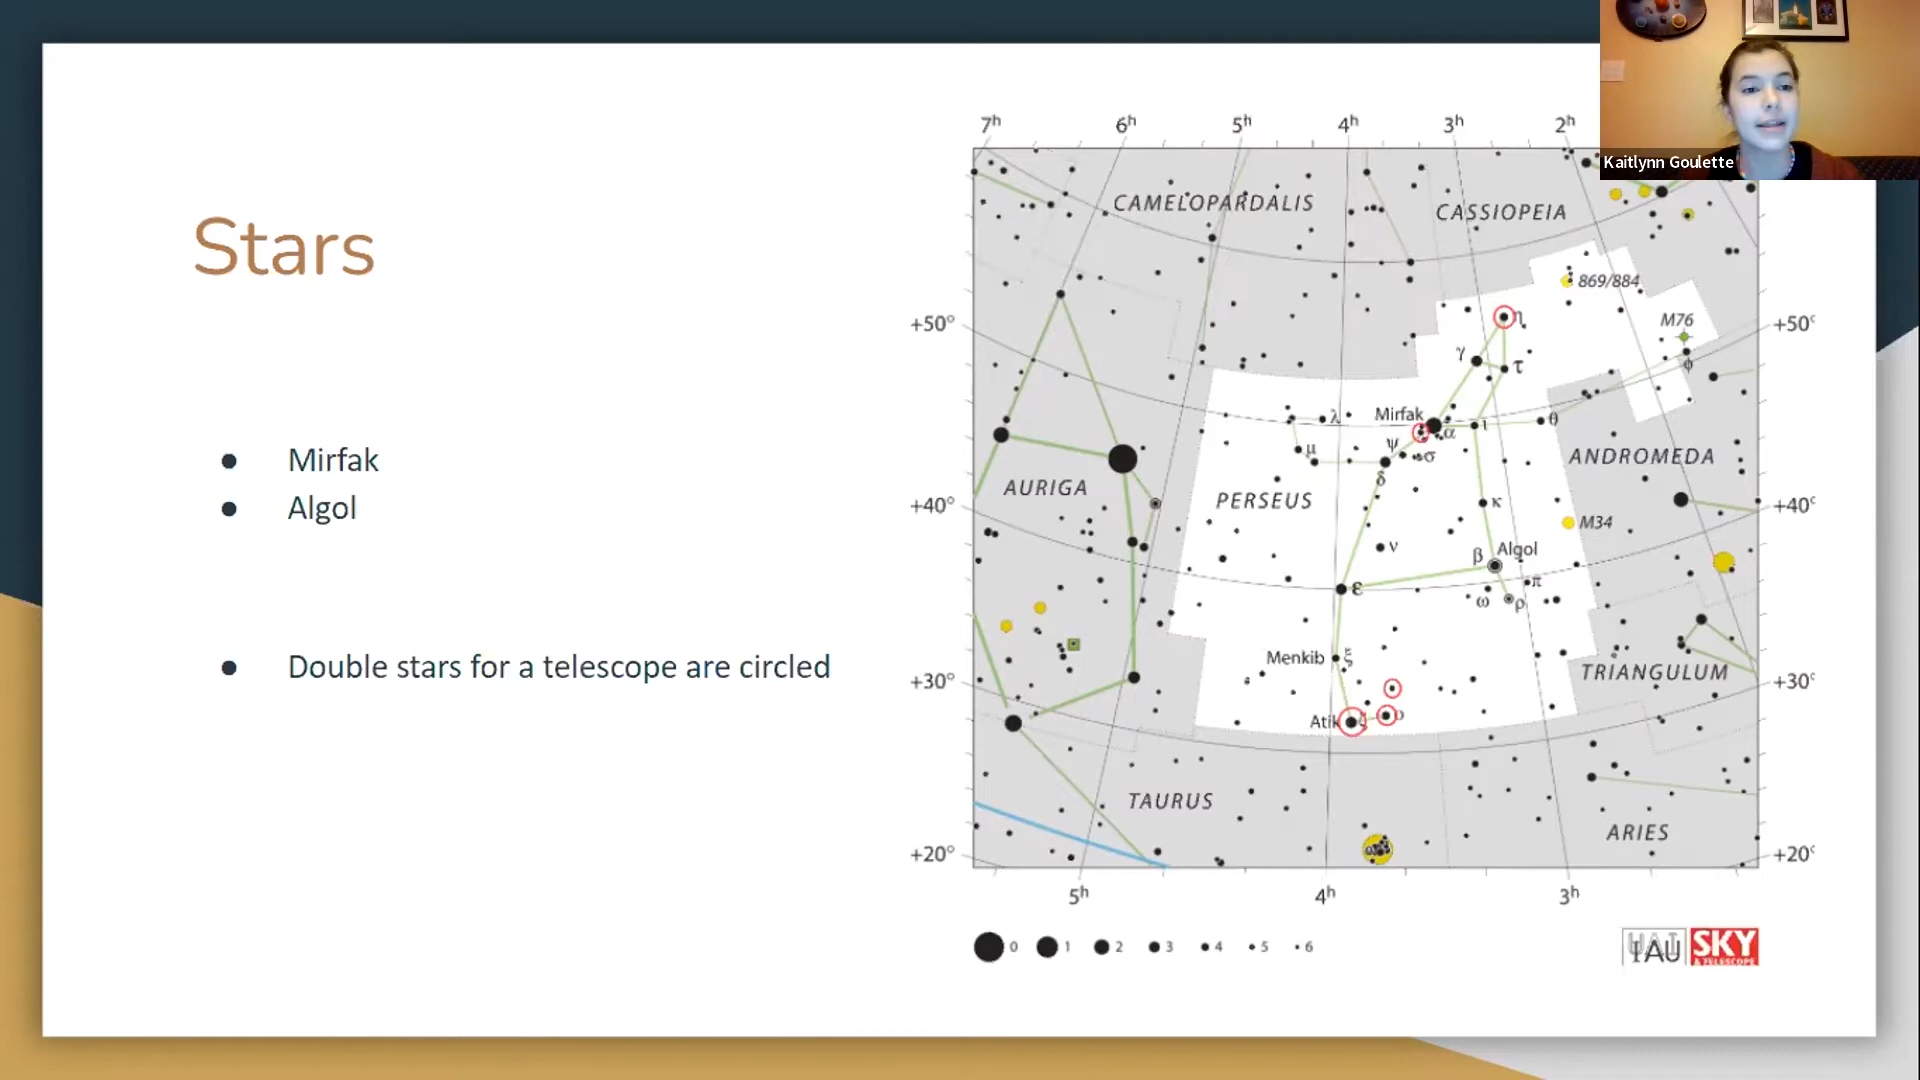 Kaitlynn Goulette
Stars
Mirfak
Algol
Double stars for a telescope are circled
7h 6h 5h 4h 3h 2h
CAMELOPARDALIS
CASSIOPEIA
869/884
M76
+50° +50°
η
γ
τ
ϕ
Mirfak
λ
α
ι
θ
ψ
σ
μ
δ
ANDROMEDA
AURIGA
PERSEUS
κ
+40° +40°
M34
ν
β Algol
ε
π
ω
ρ
Menkib ξ
TRIANGULUM
+30° +30°
Atik ζ
ο
TAURUS
ARIES
+20° +20°
5h 4h 3h
0 1 2 3 4 5 6
IAU
SKY
& TELESCOPE